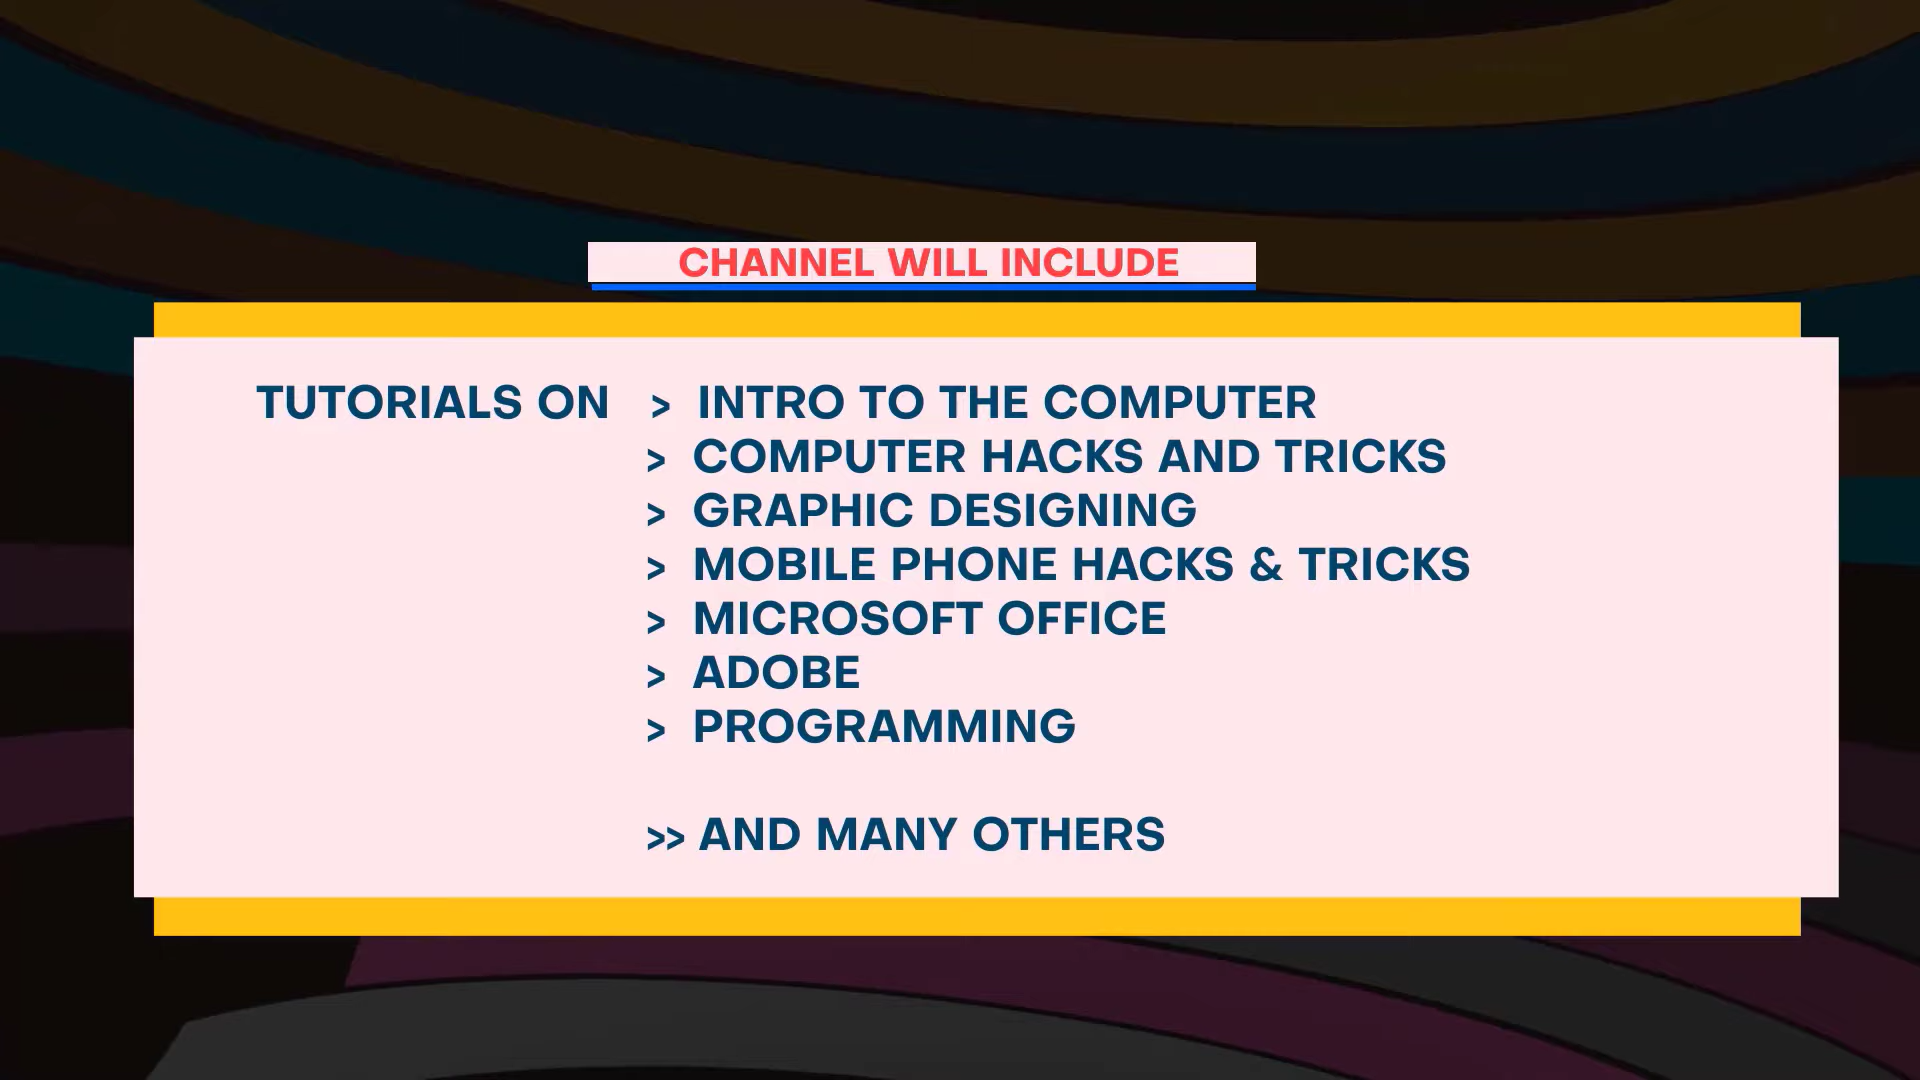 CHANNEL WILL INCLUDE
TUTORIALS ON > INTRO TO THE COMPUTER
> COMPUTER HACKS AND TRICKS
> GRAPHIC DESIGNING
> MOBILE PHONE HACKS & TRICKS
> MICROSOFT OFFICE
> ADOBE
> PROGRAMMING
>> AND MANY OTHERS